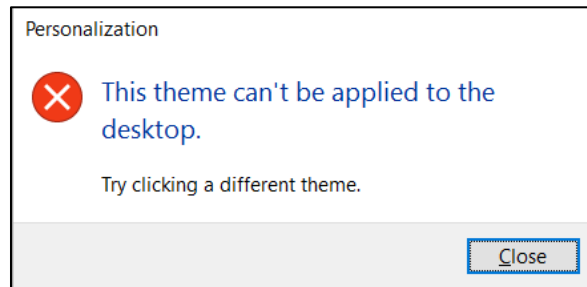 Personalization
This theme can't be applied to the
desktop.
Try clicking a different theme.
Close